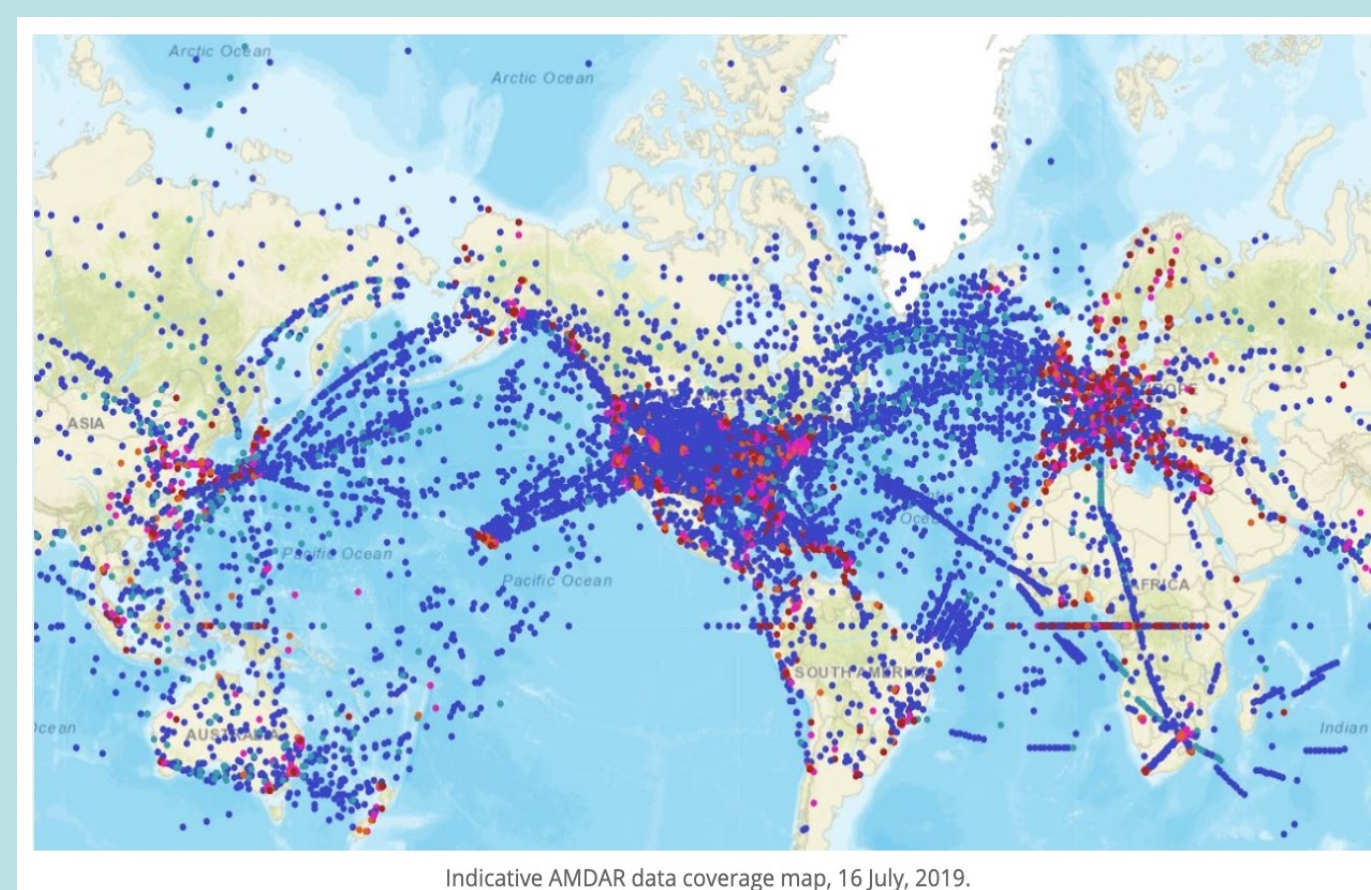 Arctic Ocean
Arctic Ocean
ASIA
Pacific Ocean
Pacific Ocean
Ocean
AFRICA
SOUTH AMERICA
AUSTRALIA
Indian
Indicative AMDAR data coverage map, 16 July, 2019.